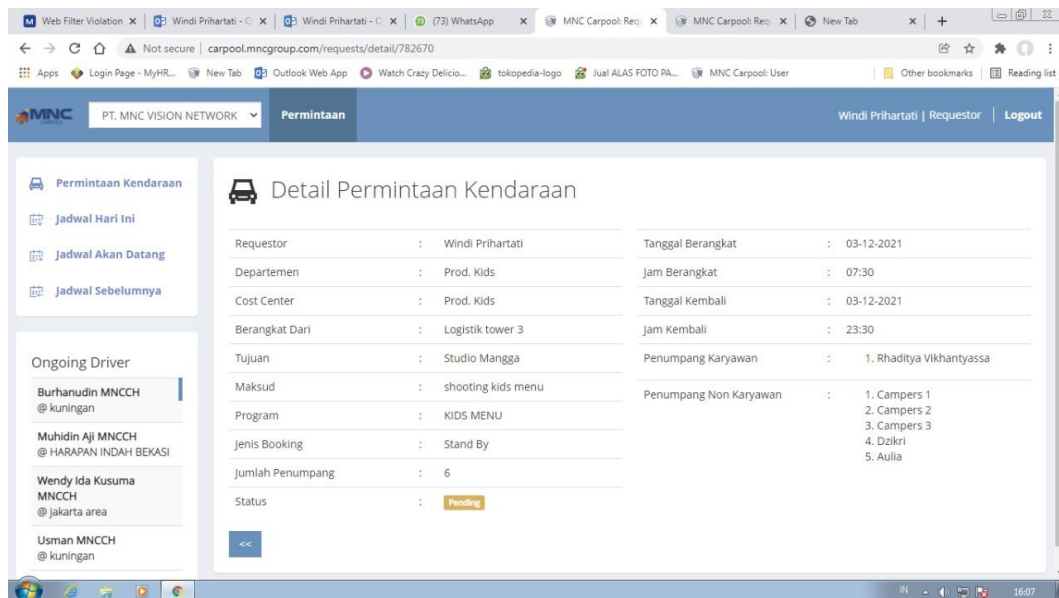 Web Filter Violation
Windi Prihartati - O
Windi Prihartati - O
(73) WhatsApp
MNC Carpool: Req
MNC Carpool: Req
New Tab
Not secure | carpool.mncgroup.com/requests/detail/782670
Apps
Login Page - MyHR...
New Tab
Outlook Web App
Watch Crazy Delicio...
tokopedia-logo
Jual ALAS FOTO PA...
MNC Carpool: User
Other bookmarks
Reading list
MNC
CARPOOL
PT. MNC VISION NETWORK
Permintaan
Windi Prihartati | Requestor | Logout
Permintaan Kendaraan
Jadwal Hari Ini
Jadwal Akan Datang
Jadwal Sebelumnya
Ongoing Driver
Burhanudin MNCCH
@ kuningan
Muhidin Aji MNCCH
@ HARAPAN INDAH BEKASI
Wendy Ida Kusuma
MNCCH
@ jakarta area
Usman MNCCH
@ kuningan
Detail Permintaan Kendaraan
Requestor : Windi Prihartati
Departemen : Prod. Kids
Cost Center : Prod. Kids
Berangkat Dari : Logistik tower 3
Tujuan : Studio Mangga
Maksud : shooting kids menu
Program : KIDS MENU
Jenis Booking : Stand By
Jumlah Penumpang : 6
Status : Pending
<<
Tanggal Berangkat : 03-12-2021
Jam Berangkat : 07:30
Tanggal Kembali : 03-12-2021
Jam Kembali : 23:30
Penumpang Karyawan : 1. Rhaditya Vikhantyassa
Penumpang Non Karyawan : 1. Campers 1
2. Campers 2
3. Campers 3
4. Dzikri
5. Aulia
IN
16:07